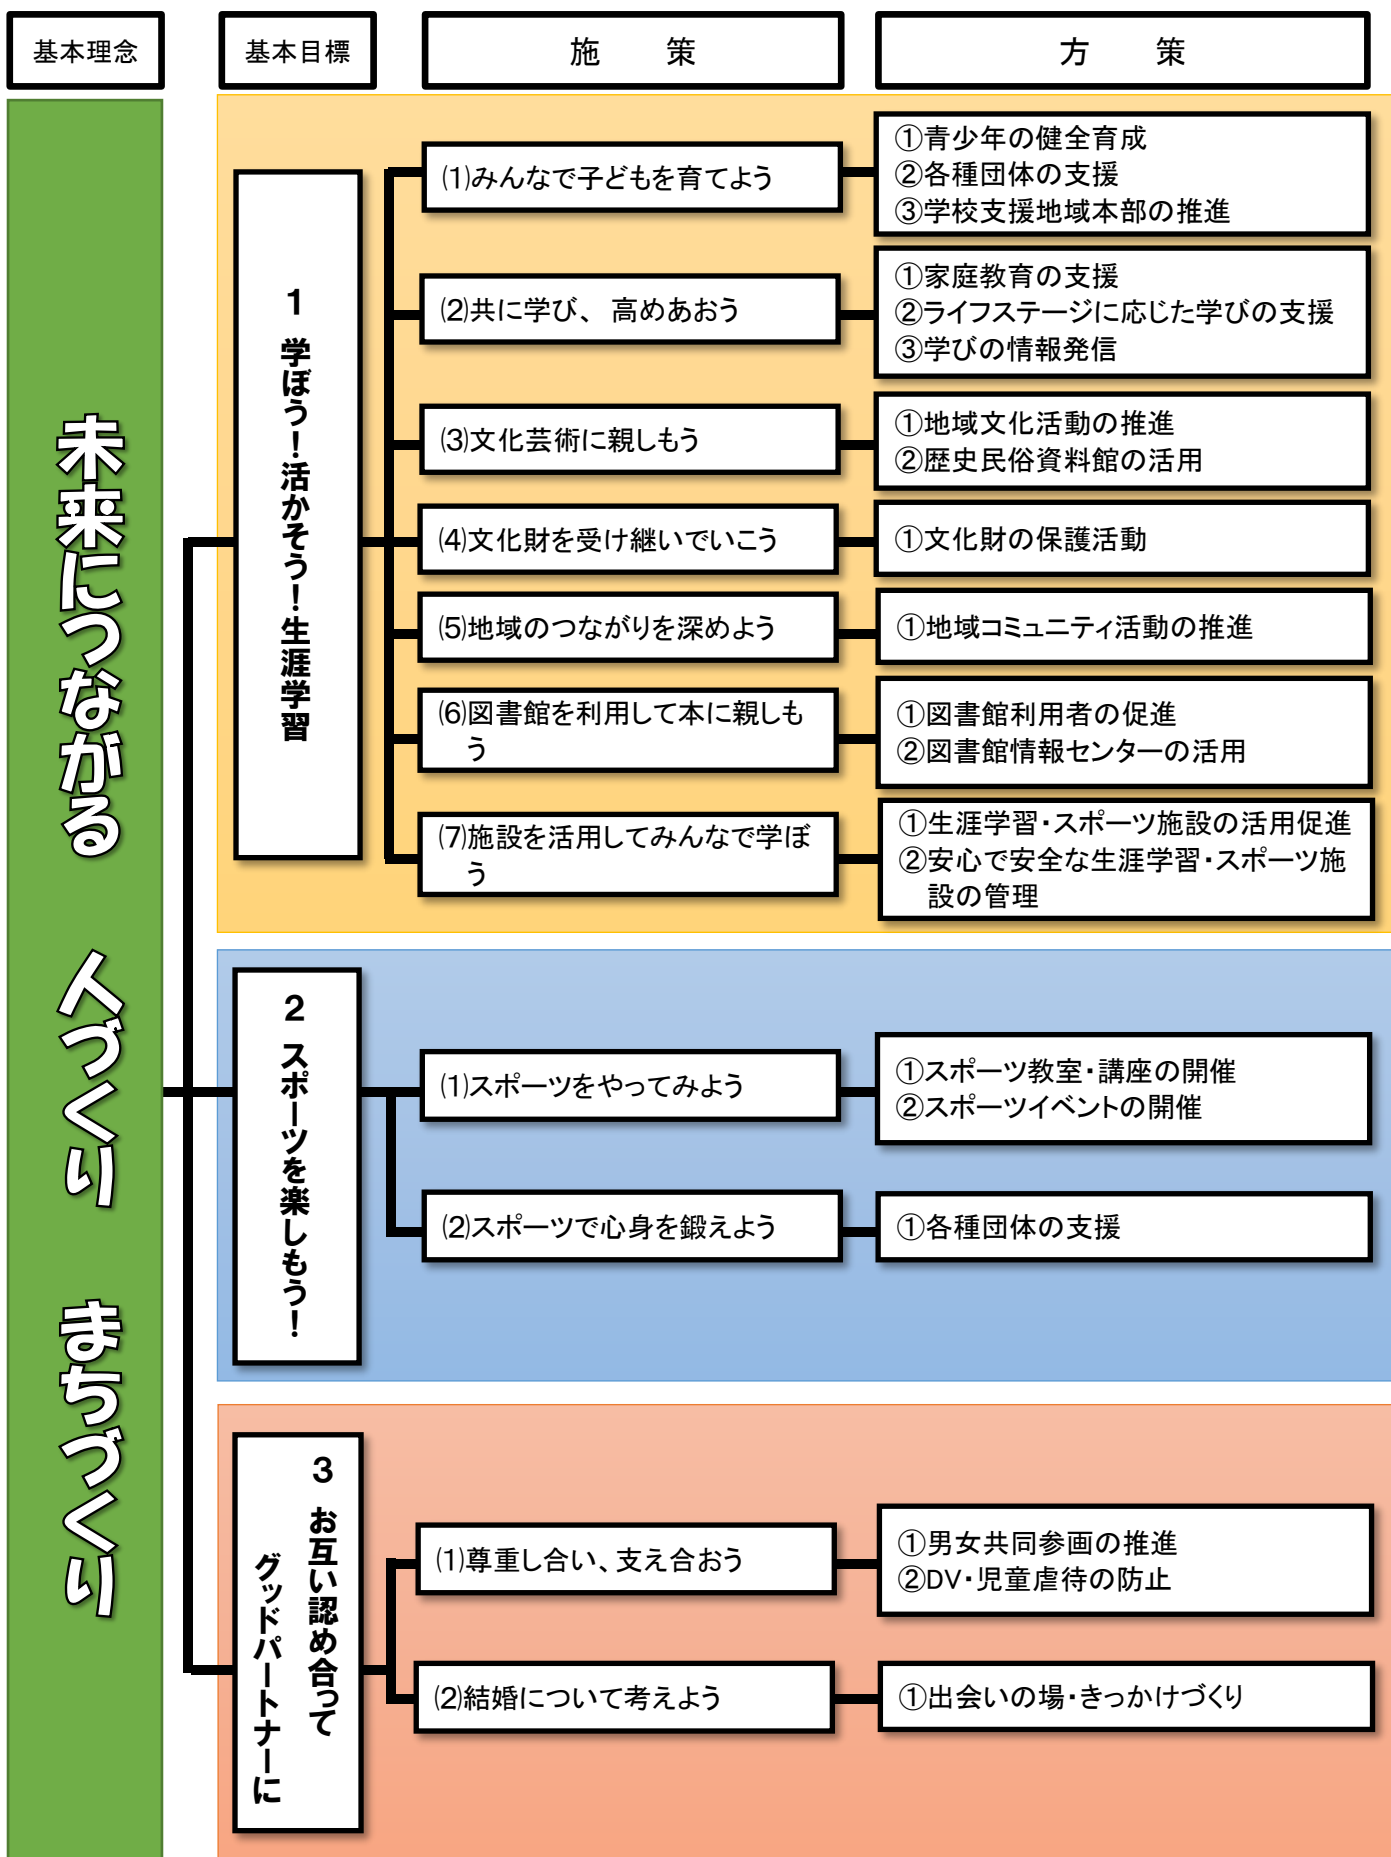 基本理念
基本目標
施　策
方　策
未来につながる　人づくり　まちづくり
1 学ぼう！活かそう！生涯学習
⑴みんなで子どもを育てよう
①青少年の健全育成
②各種団体の支援
③学校支援地域本部の推進
⑵共に学び、高めあおう
①家庭教育の支援
②ライフステージに応じた学びの支援
③学びの情報発信
⑶文化芸術に親しもう
①地域文化活動の推進
②歴史民俗資料館の活用
⑷文化財を受け継いでいこう
①文化財の保護活動
⑸地域のつながりを深めよう
①地域コミュニティ活動の推進
⑹図書館を利用して本に親しも
う
①図書館利用者の促進
②図書館情報センターの活用
⑺施設を活用してみんなで学ぼ
う
①生涯学習・スポーツ施設の活用促進
②安心で安全な生涯学習・スポーツ施
設の管理
2 スポーツを楽しもう！
⑴スポーツをやってみよう
①スポーツ教室・講座の開催
②スポーツイベントの開催
⑵スポーツで心身を鍛えよう
①各種団体の支援
3 お互い認め合って
グッドパートナーに
⑴尊重し合い、支え合おう
①男女共同参画の推進
②DV・児童虐待の防止
⑵結婚について考えよう
①出会いの場・きっかけづくり